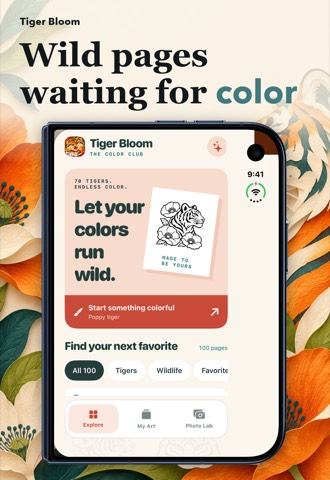 Tiger Bloom
Wild pages
waiting for color
Tiger Bloom
THE COLOR CLUB
9:41
70 TIGERS.
ENDLESS COLOR.
Let your
colors
run
wild.
MADE TO
BE YOURS
Start something colorful
Poppy tiger
Find your next favorite
100 pages
All 100
Tigers
Wildlife
Favorite
Explore
My Art
Photo Lab